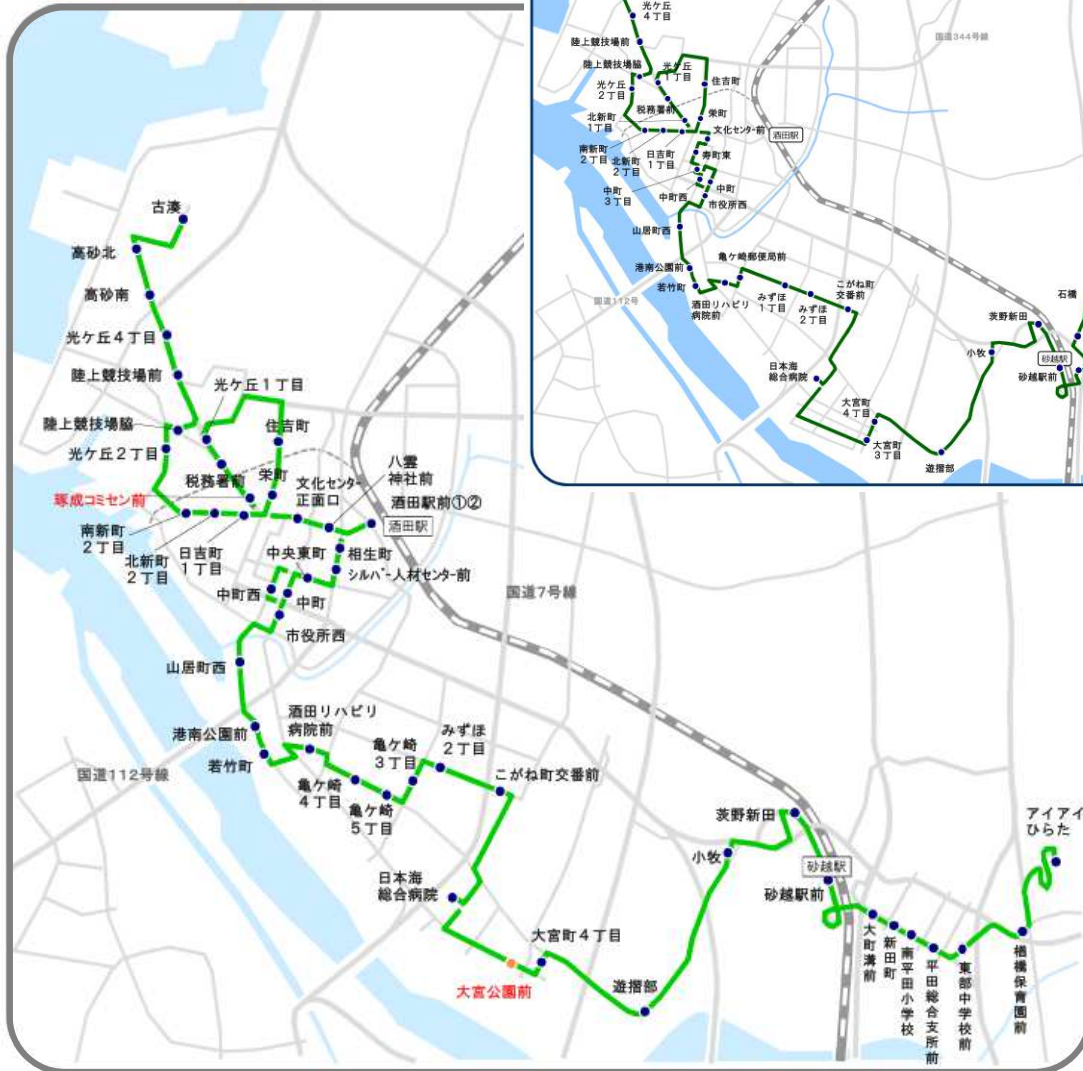 光ケ丘
4丁目
陸上競技場前
国道344号線
陸上競技場脇
光ケ丘
1丁目
住吉町
光ケ丘
2丁目
税務署前
栄町
北新町
1丁目
文化センター前
酒田駅
南新町
2丁目
北新町
2丁目
日吉町
1丁目
寿町東
中町
3丁目
中町西
中町
市役所西
山居町西
亀ケ崎郵便局前
港南公園前
若竹町
酒田リハビリ
病院前
みずほ
1丁目
みずほ
2丁目
こがね町
交番前
国道112号
石橋
茨野新田
小牧
砂越駅
砂越駅前
日本海
総合病院
大宮町
4丁目
大宮町
3丁目
遊摺部
古湊
高砂北
高砂南
光ケ丘4丁目
陸上競技場前
光ケ丘1丁目
陸上競技場脇
住吉町
光ケ丘2丁目
税務署前
栄町
文化センター
正面口
八雲
神社前
酒田駅前①②
酒田駅
琢成コミセン前
南新町
2丁目
北新町
2丁目
日吉町
1丁目
中央東町
相生町
シルバー人材センター前
中町西
中町
市役所西
国道7号線
山居町西
酒田リハビリ
病院前
港南公園前
若竹町
国道112号線
亀ケ崎
3丁目
みずほ
2丁目
亀ケ崎
4丁目
亀ケ崎
5丁目
こがね町交番前
茨野新田
小牧
アイアイ
ひらた
砂越駅
砂越駅前
日本海
総合病院
大宮町4丁目
大宮公園前
遊摺部
大町溝前
新田町
南平田小学校
平田総合支所前
東部中学校前
楢橋保育園前